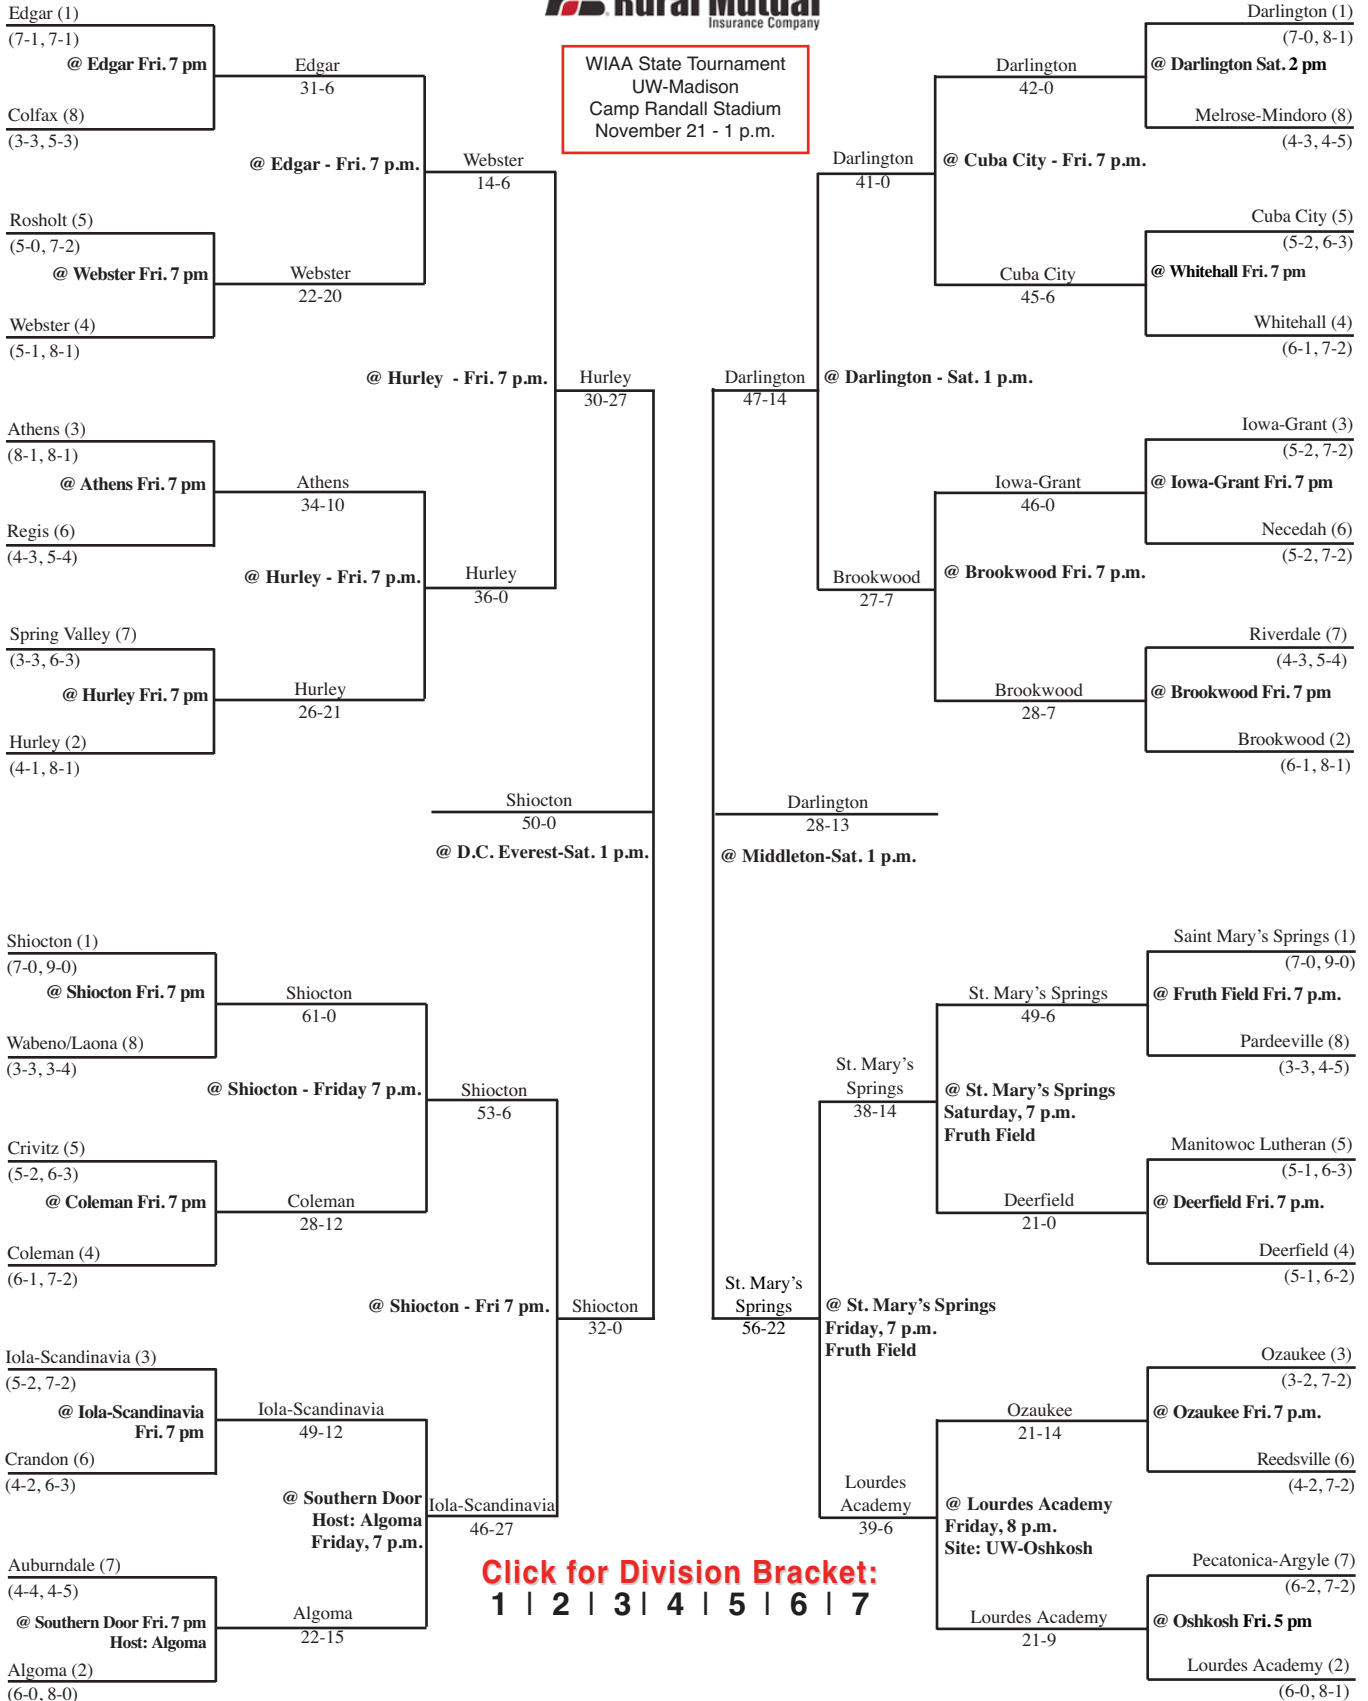 Rural Mutual
Insurance Company
WIAA State Tournament
UW-Madison
Camp Randall Stadium
November 21 - 1 p.m.
Edgar (1)
(7-1, 7-1)
@ Edgar Fri. 7 pm
Colfax (8)
(3-3, 5-3)
Edgar
31-6
@ Edgar - Fri. 7 p.m.
Rosholt (5)
(5-0, 7-2)
@ Webster Fri. 7 pm
Webster (4)
(5-1, 8-1)
Webster
22-20
Webster
14-6
@ Hurley - Fri. 7 p.m.
Athens (3)
(8-1, 8-1)
@ Athens Fri. 7 pm
Regis (6)
(4-3, 5-4)
Athens
34-10
@ Hurley - Fri. 7 p.m.
Spring Valley (7)
(3-3, 6-3)
@ Hurley Fri. 7 pm
Hurley (2)
(4-1, 8-1)
Hurley
26-21
Hurley
36-0
Hurley
30-27
Shiocton
50-0
@ D.C. Everest-Sat. 1 p.m.
Shiocton (1)
(7-0, 9-0)
@ Shiocton Fri. 7 pm
Wabeno/Laona (8)
(3-3, 3-4)
Shiocton
61-0
@ Shiocton - Friday 7 p.m.
Crivitz (5)
(5-2, 6-3)
@ Coleman Fri. 7 pm
Coleman (4)
(6-1, 7-2)
Coleman
28-12
Shiocton
53-6
@ Shiocton - Fri 7 pm.
Shiocton
32-0
Iola-Scandinavia (3)
(5-2, 7-2)
@ Iola-Scandinavia
Fri. 7 pm
Crandon (6)
(4-2, 6-3)
Iola-Scandinavia
49-12
@ Southern Door
Host: Algoma
Friday, 7 p.m.
Iola-Scandinavia
46-27
Auburndale (7)
(4-4, 4-5)
@ Southern Door Fri. 7 pm
Host: Algoma
Algoma (2)
(6-0, 8-0)
Algoma
22-15
Darlington (1)
(7-0, 8-1)
@ Darlington Sat. 2 pm
Melrose-Mindoro (8)
(4-3, 4-5)
Darlington
42-0
@ Cuba City - Fri. 7 p.m.
Cuba City (5)
(5-2, 6-3)
@ Whitehall Fri. 7 pm
Whitehall (4)
(6-1, 7-2)
Cuba City
45-6
Darlington
41-0
@ Darlington - Sat. 1 p.m.
Darlington
47-14
Iowa-Grant (3)
(5-2, 7-2)
@ Iowa-Grant Fri. 7 pm
Necedah (6)
(5-2, 7-2)
Iowa-Grant
46-0
@ Brookwood Fri. 7 p.m.
Brookwood
27-7
Riverdale (7)
(4-3, 5-4)
@ Brookwood Fri. 7 pm
Brookwood (2)
(6-1, 8-1)
Brookwood
28-7
Darlington
28-13
@ Middleton-Sat. 1 p.m.
Saint Mary's Springs (1)
(7-0, 9-0)
@ Fruth Field Fri. 7 p.m.
Pardeeville (8)
(3-3, 4-5)
St. Mary's Springs
49-6
@ St. Mary's Springs
Saturday, 7 p.m.
Fruth Field
St. Mary's
Springs
38-14
Manitowoc Lutheran (5)
(5-1, 6-3)
@ Deerfield Fri. 7 p.m.
Deerfield (4)
(5-1, 6-2)
Deerfield
21-0
St. Mary's
Springs
56-22
@ St. Mary's Springs
Friday, 7 p.m.
Fruth Field
Ozaukee (3)
(3-2, 7-2)
@ Ozaukee Fri. 7 p.m.
Reedsville (6)
(4-2, 7-2)
Ozaukee
21-14
Lourdes
Academy
39-6
@ Lourdes Academy
Friday, 8 p.m.
Site: UW-Oshkosh
Pecatonica-Argyle (7)
(6-2, 7-2)
@ Oshkosh Fri. 5 pm
Lourdes Academy (2)
(6-0, 8-1)
Lourdes Academy
21-9
Click for Division Bracket:
1 | 2 | 3 | 4 | 5 | 6 | 7